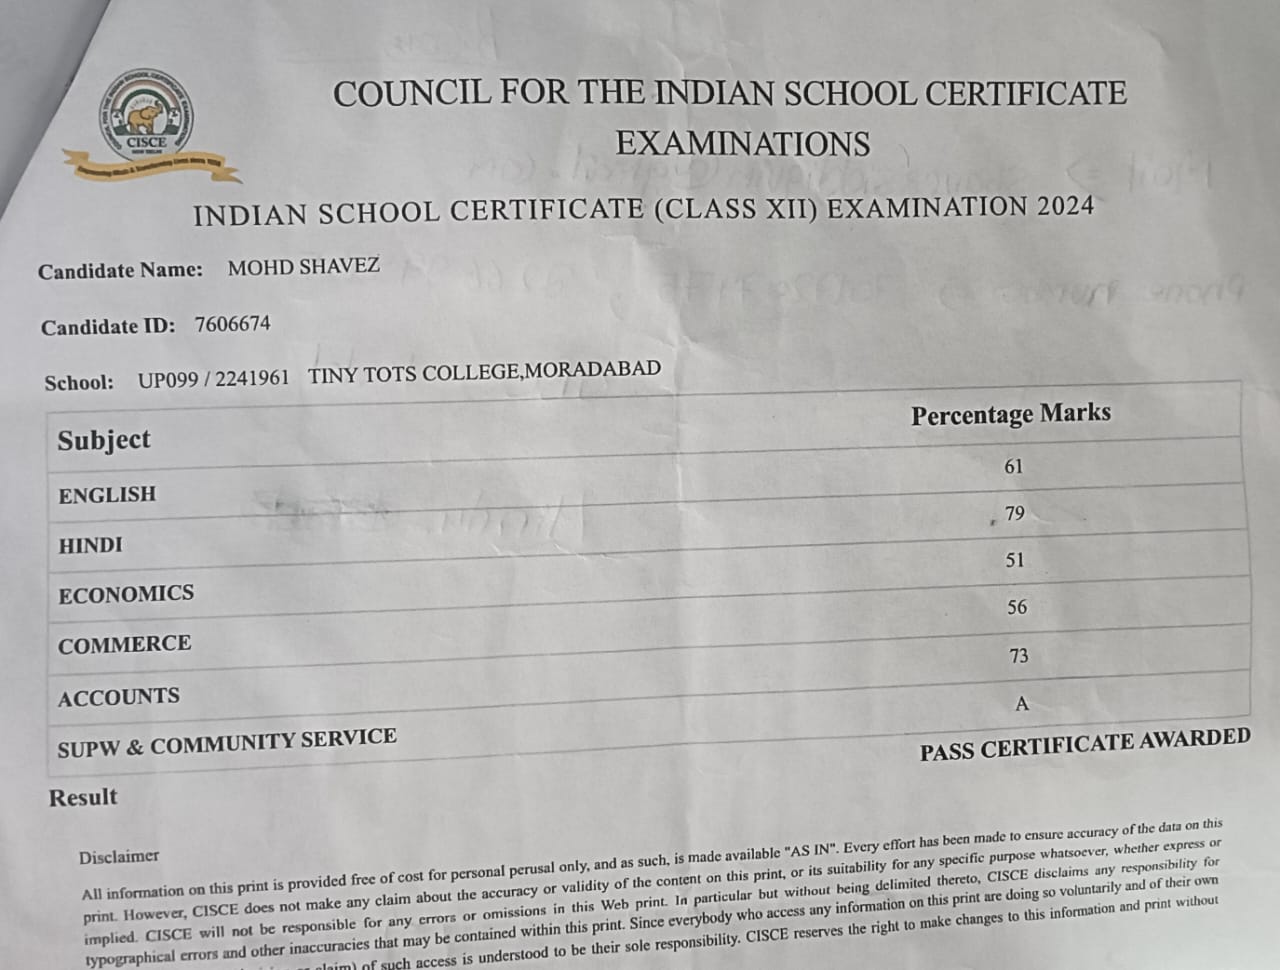 CISCE
NEW DELHI
COUNCIL FOR THE INDIAN SCHOOL CERTIFICATE
EXAMINATIONS
INDIAN SCHOOL CERTIFICATE (CLASS XII) EXAMINATION 2024
Candidate Name: MOHD SHAVEZ
Candidate ID: 7606674
School: UP099 / 2241961 TINY TOTS COLLEGE,MORADABAD
Subject Percentage Marks
ENGLISH 61
HINDI 79
ECONOMICS 51
COMMERCE 56
ACCOUNTS 73
SUPW & COMMUNITY SERVICE A
Result PASS CERTIFICATE AWARDED
Disclaimer
All information on this print is provided free of cost for personal perusal only, and as such, is made available "AS IN". Every effort has been made to ensure accuracy of the data on this
print. However, CISCE does not make any claim about the accuracy or validity of the content on this print, or its suitability for any specific purpose whatsoever, whether express or
implied. CISCE will not be responsible for any errors or omissions in this Web print. In particular but without being delimited thereto, CISCE disclaims any responsibility for
typographical errors and other inaccuracies that may be contained within this print. Since everybody who access any information on this print are doing so voluntarily and of their own
of such access is understood to be their sole responsibility. CISCE reserves the right to make changes to this information and print without